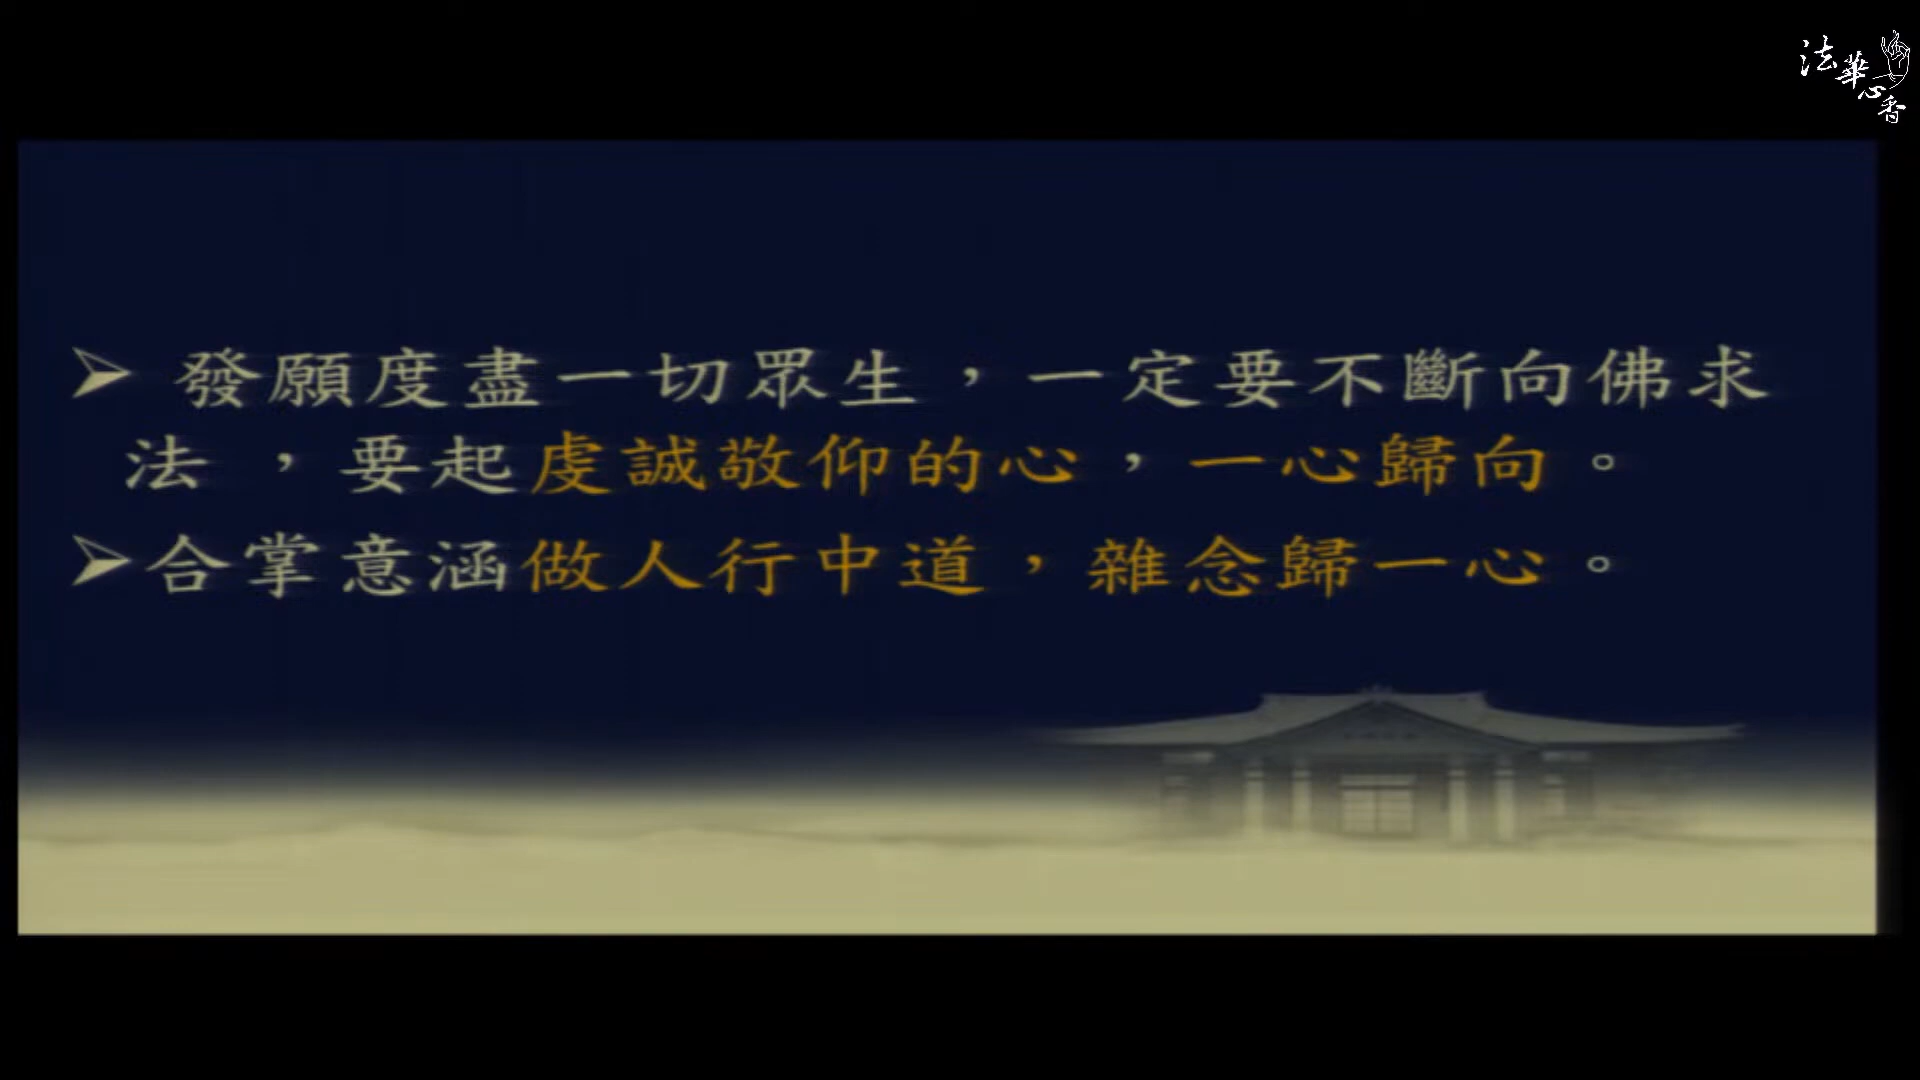 法華心香
➢ 發願度盡一切眾生，一定要不斷向佛求
法 ，要起虔誠敬仰的心，一心歸向。
➢合掌意涵做人行中道，雜念歸一心。